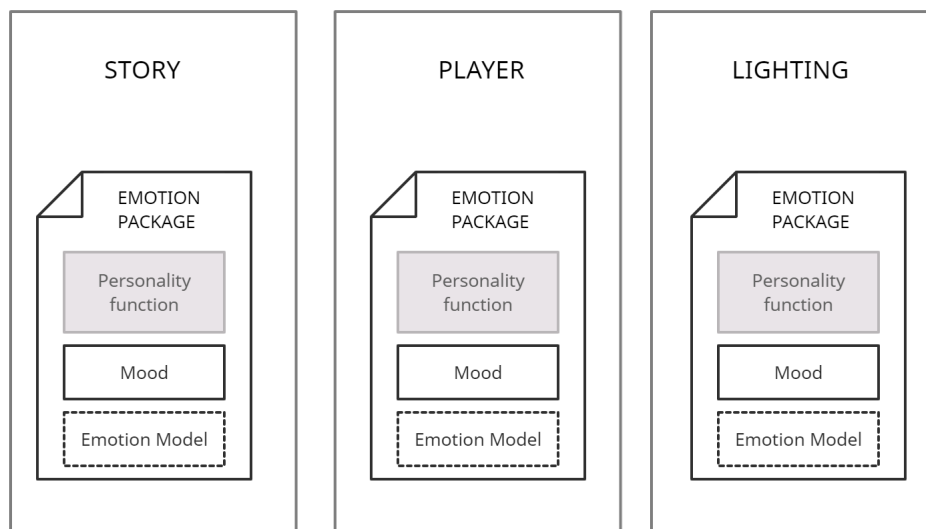 STORY
EMOTION
PACKAGE
Personality
function
Mood
Emotion Model
PLAYER
EMOTION
PACKAGE
Personality
function
Mood
Emotion Model
LIGHTING
EMOTION
PACKAGE
Personality
function
Mood
Emotion Model